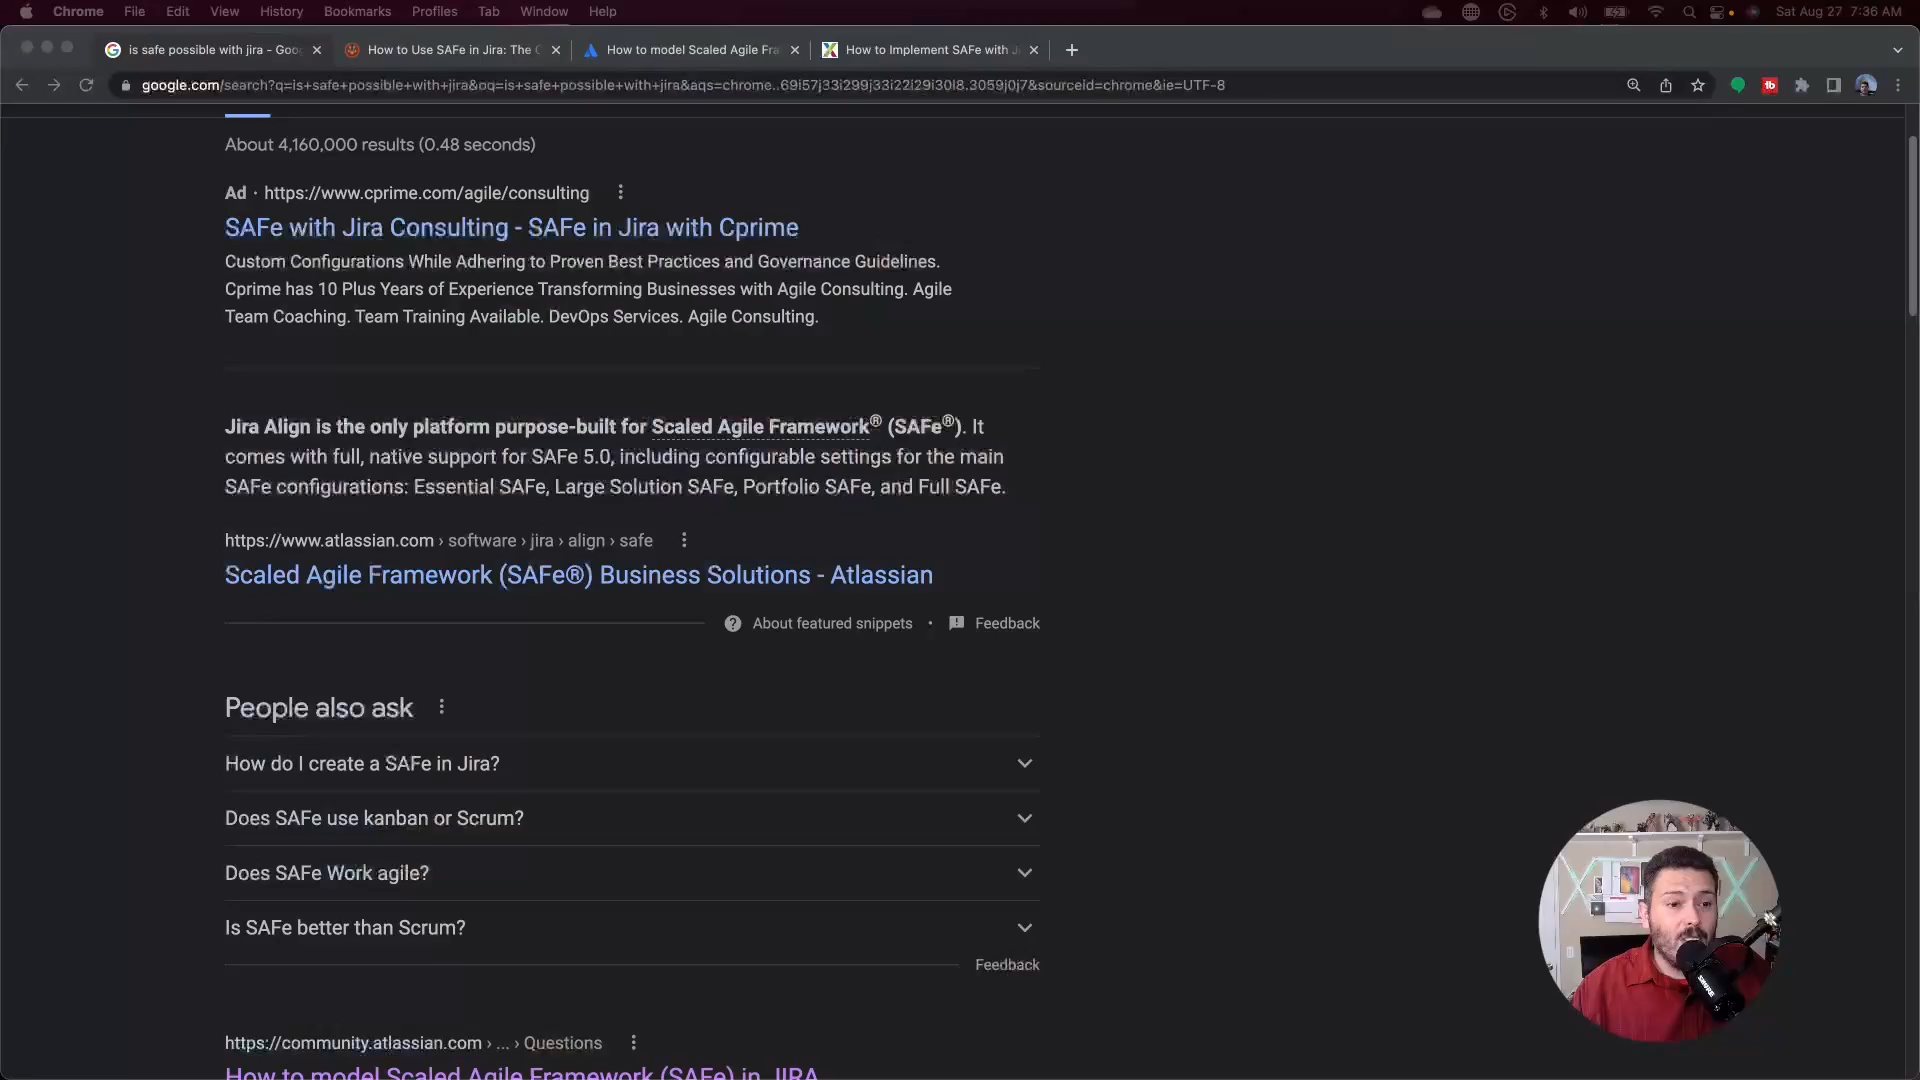 Chrome File Edit View History Bookmarks Profiles Tab Window Help Sat Aug 27 7:36 AM
is safe possible with jira - Goo
How to Use SAFe in Jira: The
How to model Scaled Agile Fra
How to Implement SAFe with
google.com/search?q=is+safe+possible+with+jira&oq=is+safe+possible+with+jira&aqs=chrome..69i57j33i299j33i22i29i30l8.3059j0j7&sourceid=chrome&ie=UTF-8
About 4,160,000 results (0.48 seconds)
Ad · https://www.cprime.com/agile/consulting
SAFe with Jira Consulting - SAFe in Jira with Cprime
Custom Configurations While Adhering to Proven Best Practices and Governance Guidelines.
Cprime has 10 Plus Years of Experience Transforming Businesses with Agile Consulting. Agile
Team Coaching. Team Training Available. DevOps Services. Agile Consulting.
Jira Align is the only platform purpose-built for Scaled Agile Framework® (SAFe®). It
comes with full, native support for SAFe 5.0, including configurable settings for the main
SAFe configurations: Essential SAFe, Large Solution SAFe, Portfolio SAFe, and Full SAFe.
https://www.atlassian.com › software › jira › align › safe
Scaled Agile Framework (SAFe®) Business Solutions - Atlassian
About featured snippets • Feedback
People also ask
How do I create a SAFe in Jira?
Does SAFe use kanban or Scrum?
Does SAFe Work agile?
Is SAFe better than Scrum?
Feedback
https://community.atlassian.com › ... › Questions
How to model Scaled Agile Framework (SAFe) in JIRA